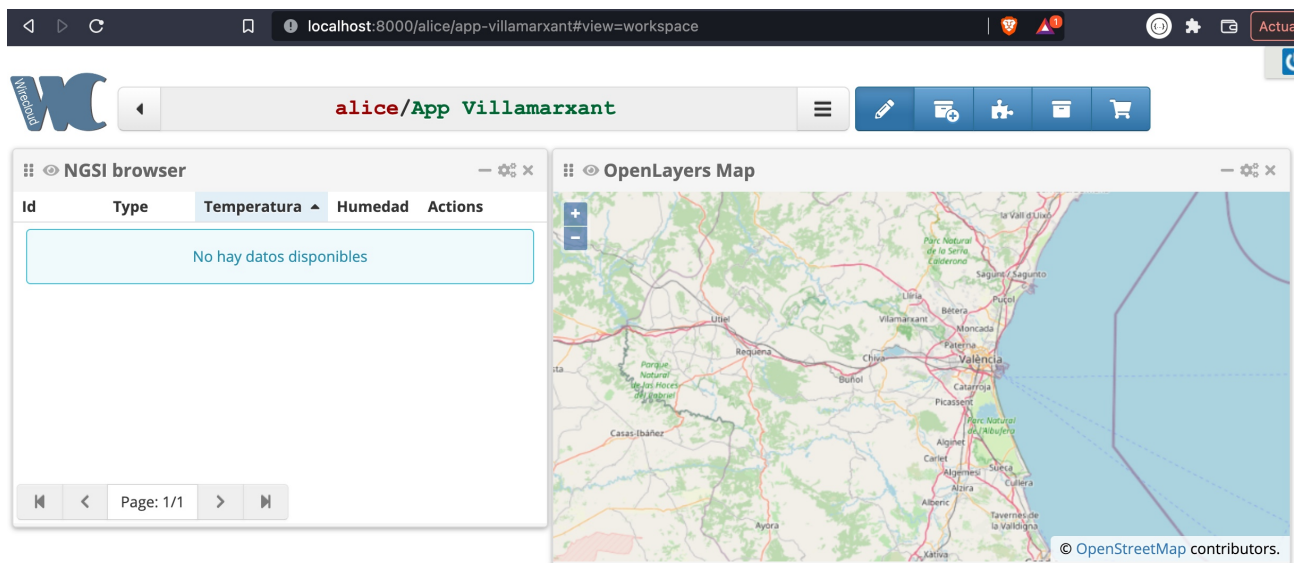 localhost:8000/alice/app-villamarxant#view=workspace
1
Actua
Wirecloud
WC
alice/App Villamarxant
NGSI browser
Id Type Temperatura Humedad Actions
No hay datos disponibles
Page: 1/1
OpenLayers Map
+
−
la Vall d'Uixó
Parc Natural
de la Serra
Calderona
Sagunt / Sagunto
Llíria
Puçol
Bétera
Vilamarxant
Moncada
Utiel
Paterna
Requena
Chiva
València
Parque
Natural
de las Hoces
del Gabriel
Buñol
Catarroja
Picassent
Parc Natural
de l'Albufera
Casas-Ibáñez
Alginet
Carlet
Algemesí
Sueca
Cullera
Alzira
Alberic
Tavernes de
la Valldigna
Ayora
Xàtiva
© OpenStreetMap contributors.